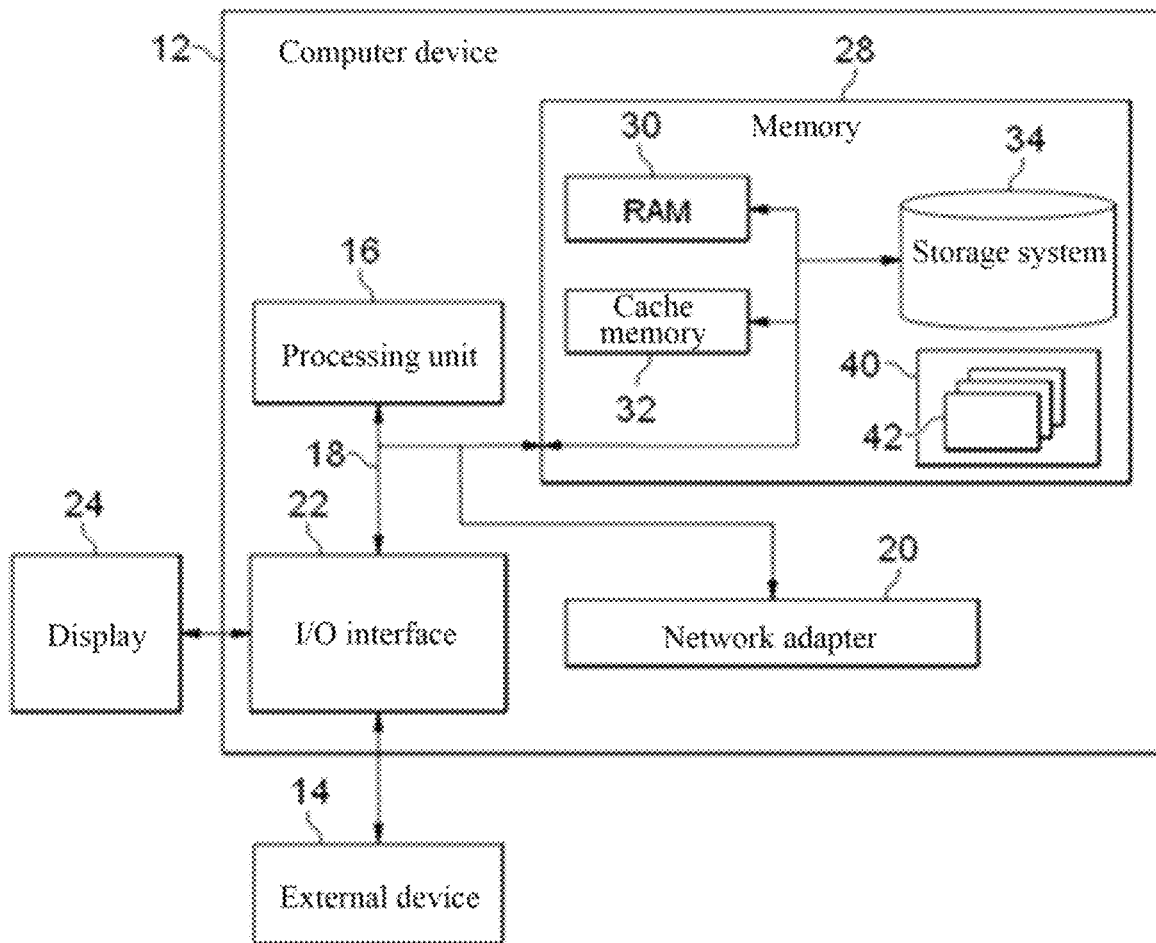 12
Computer device
28
Memory
30
RAM
34
Storage system
16
Processing unit
Cache
memory
32
40
42
18
24
Display
22
I/O interface
20
Network adapter
14
External device